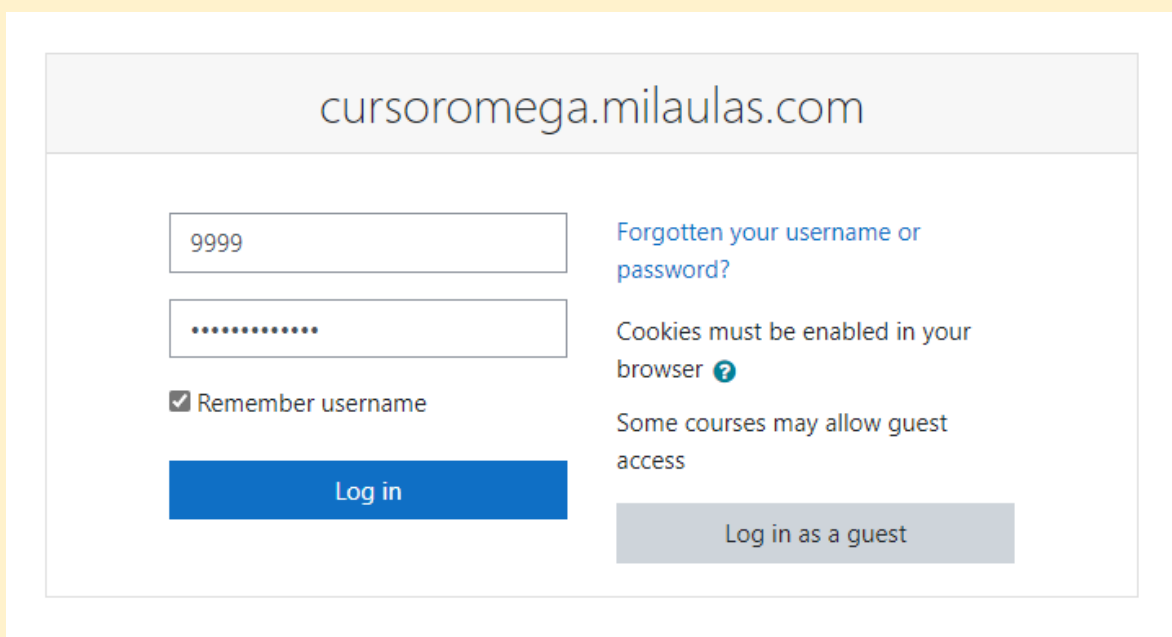 cursoromega.milaulas.com
9999
•••••••••••••
Remember username
Log in
Forgotten your username or
password?
Cookies must be enabled in your
browser ?
Some courses may allow guest
access
Log in as a guest